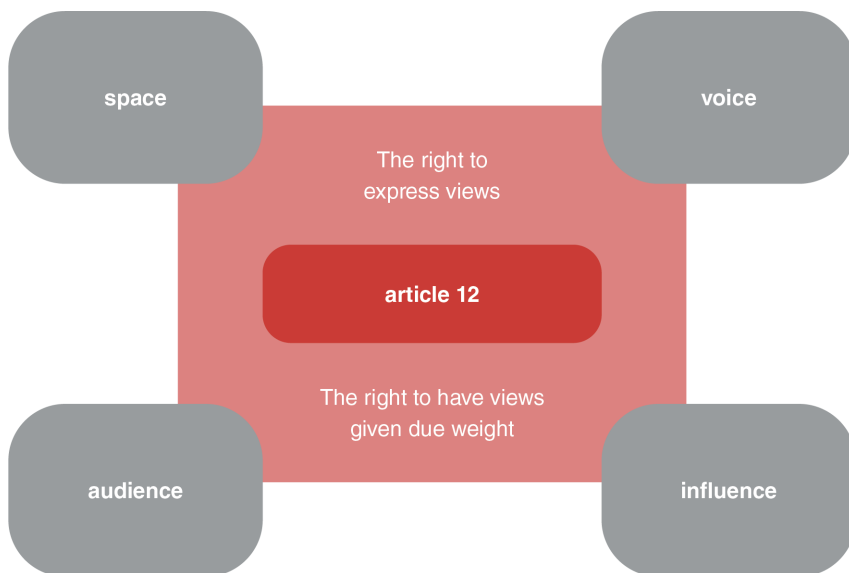 space
voice
The right to
express views
article 12
The right to have views
given due weight
audience
influence